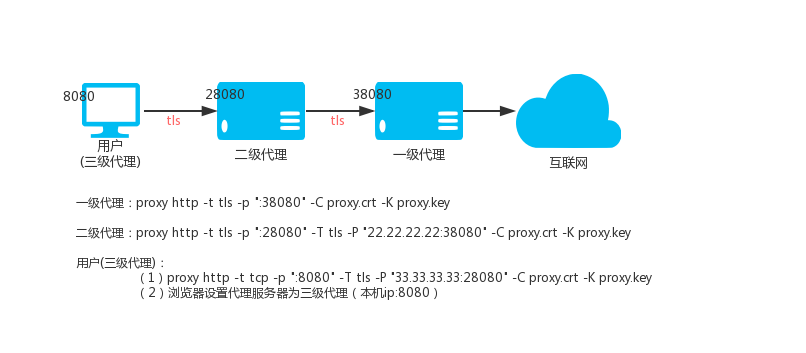 8080
28080
38080
tls
tls
用户
(三级代理)
二级代理
一级代理
互联网
一级代理：proxy http -t tls -p ":38080" -C proxy.crt -K proxy.key
二级代理：proxy http -t tls -p ":28080" -T tls -P "22.22.22.22:38080" -C proxy.crt -K proxy.key
用户(三级代理)：
（1）proxy http -t tcp -p ":8080" -T tls -P "33.33.33.33:28080" -C proxy.crt -K proxy.key
（2）浏览器设置代理服务器为三级代理（本机ip:8080）